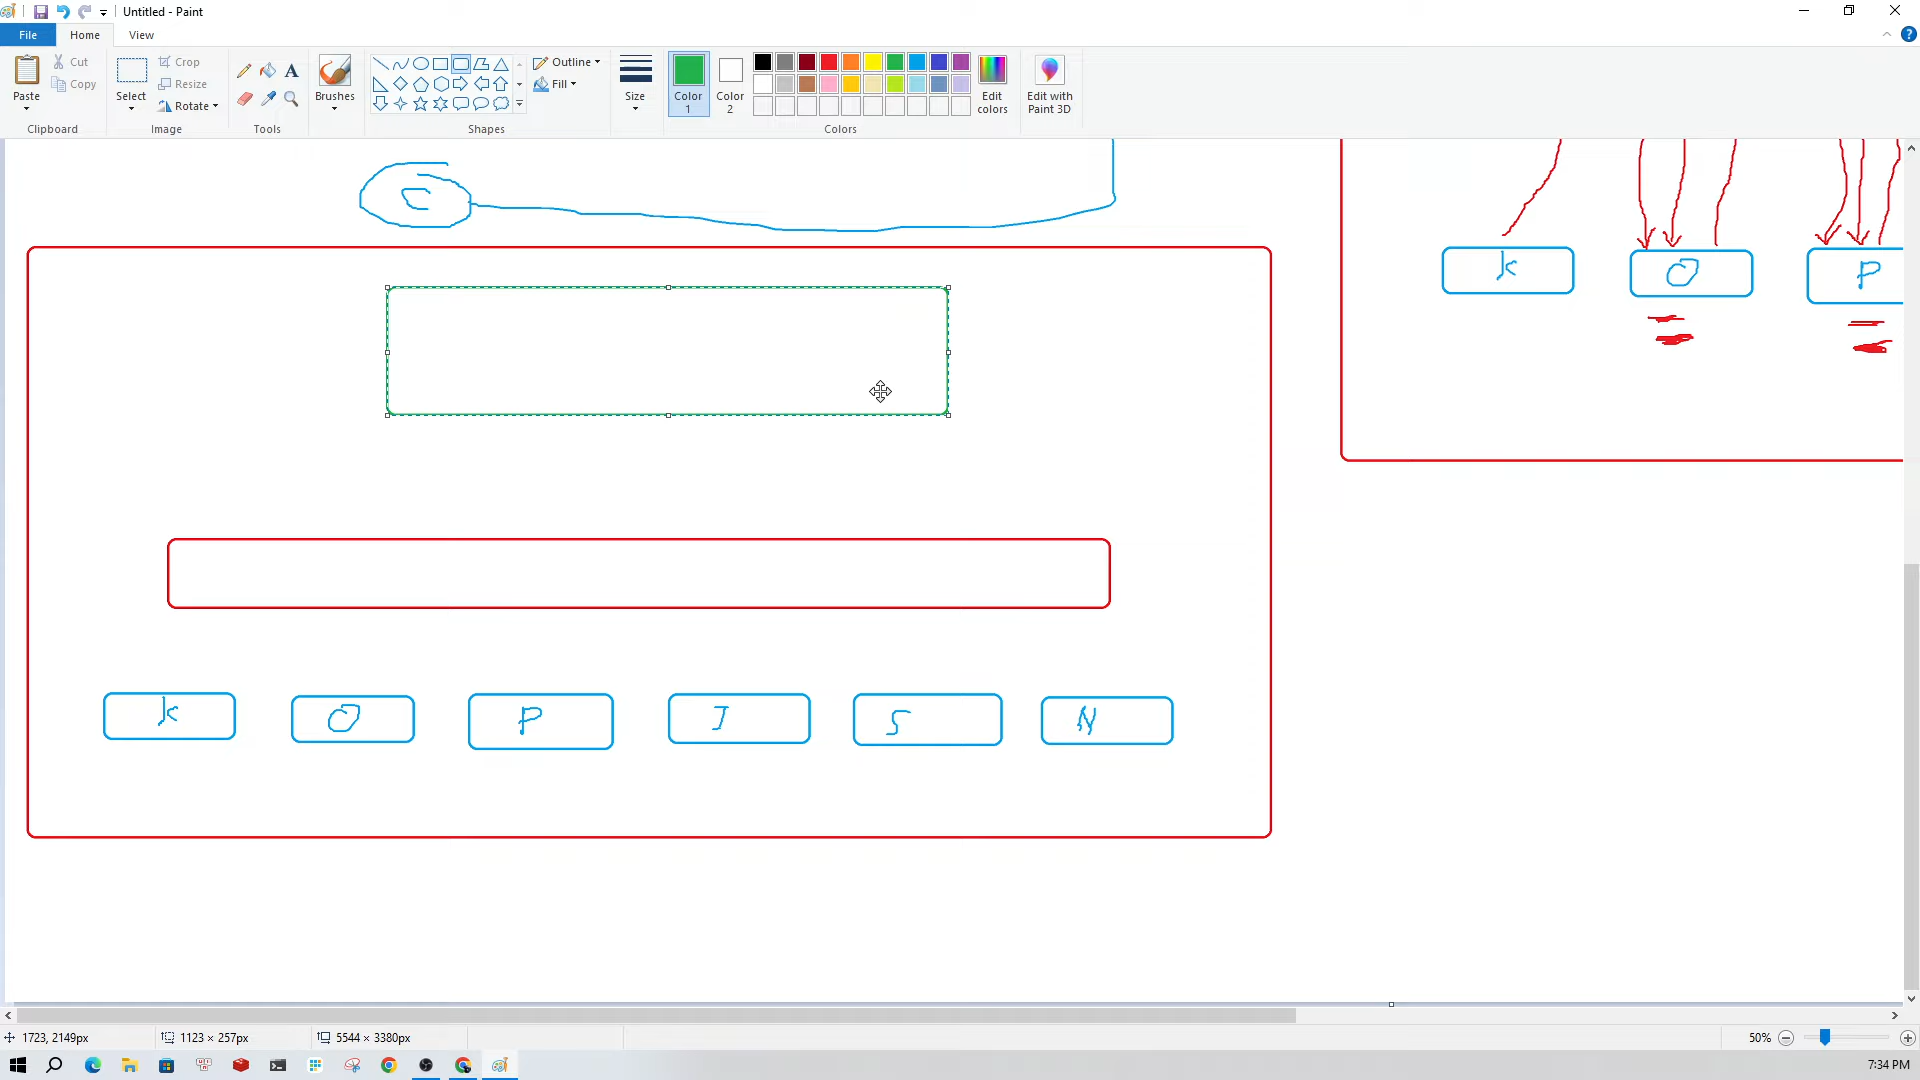 Untitled - Paint
File Home View
Paste
Cut
Copy
Clipboard
Select
Crop
Resize
Rotate
Image
A
Tools
Brushes
Outline
Fill
Shapes
Size
Color 1
Color 2
Edit colors
Edit with Paint 3D
Colors
C
K O P
K O P I S N
1723, 2149px
1123 × 257px
5544 × 3380px
50%
7:34 PM